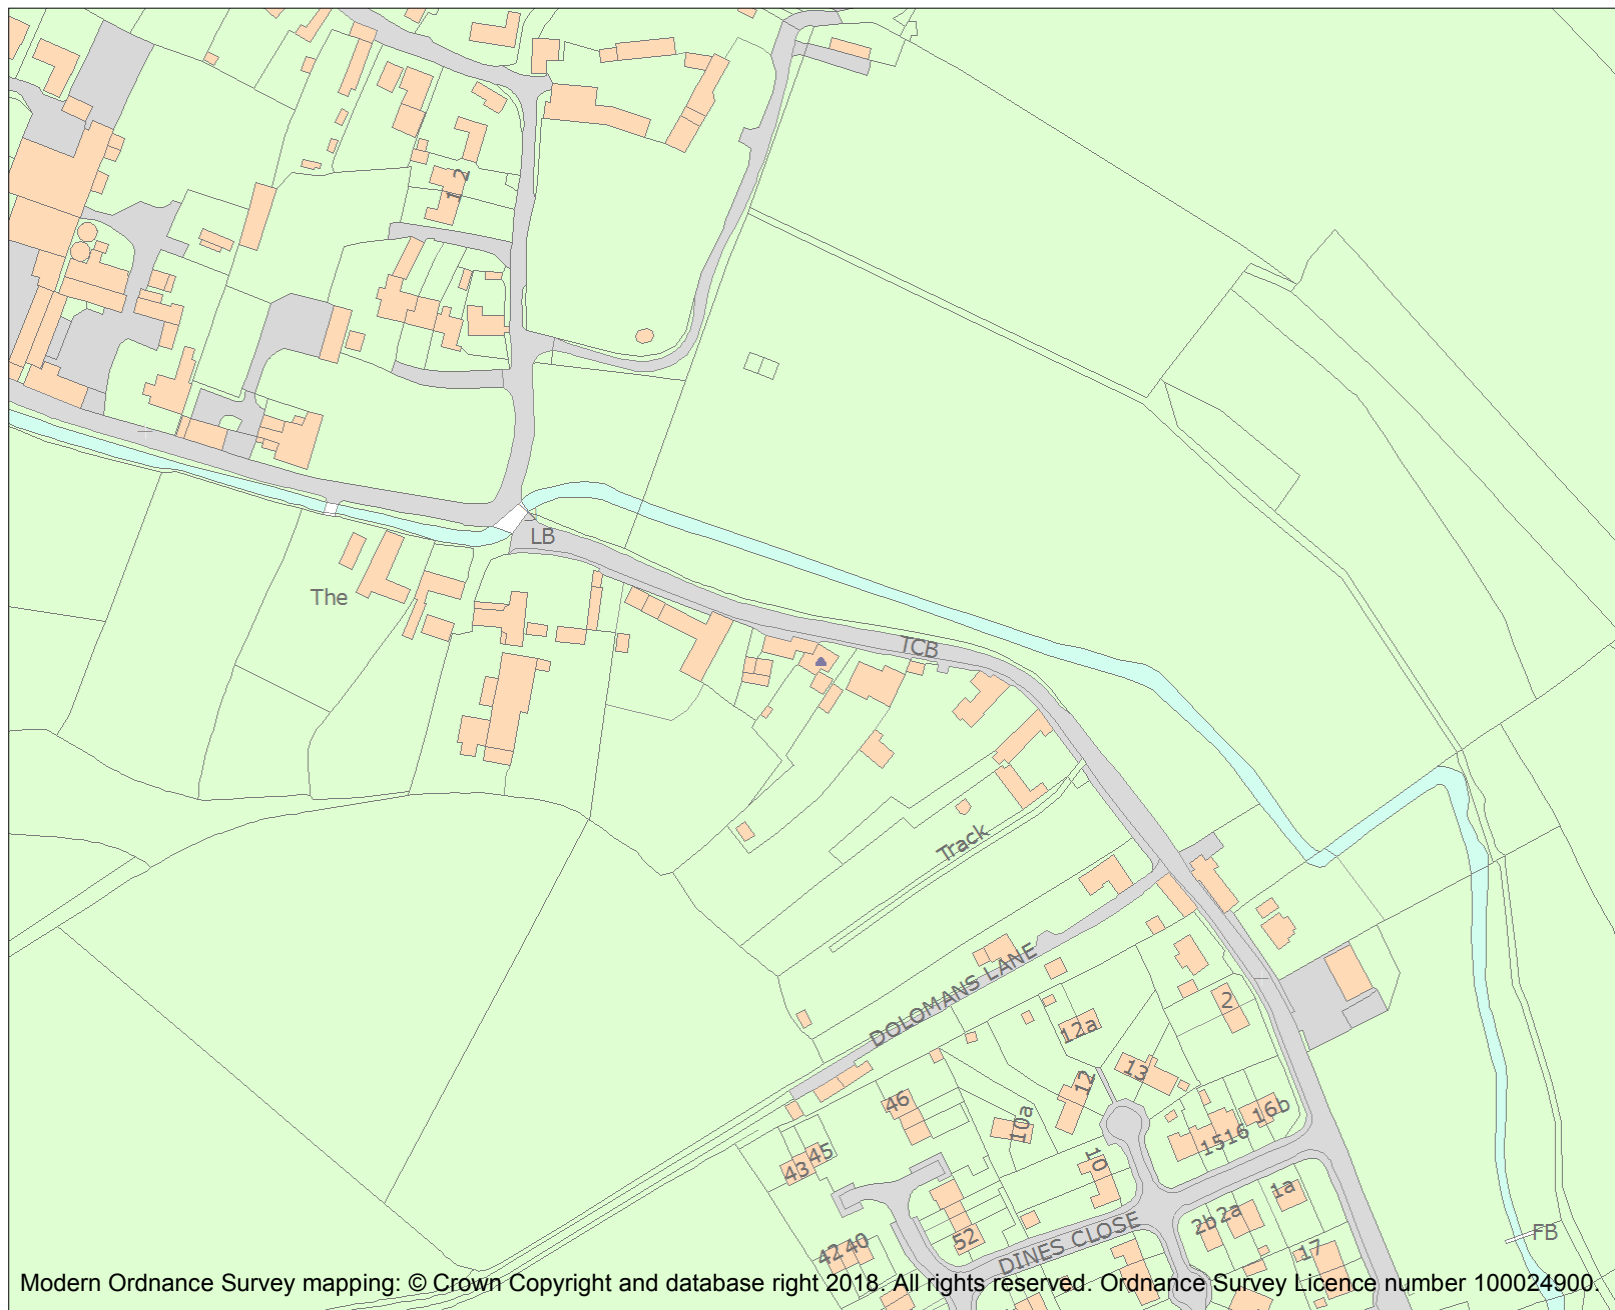 12
LB
The
TCB
Track
DOLOMANS LANE
2
12a
13
12
46
10a
16b
15
16
45
43
10
1a
2a
2b
52
DINES CLOSE
42
40
17
FB
Modern Ordnance Survey mapping: © Crown Copyright and database right 2018. All rights reserved. Ordnance Survey Licence number 100024900.